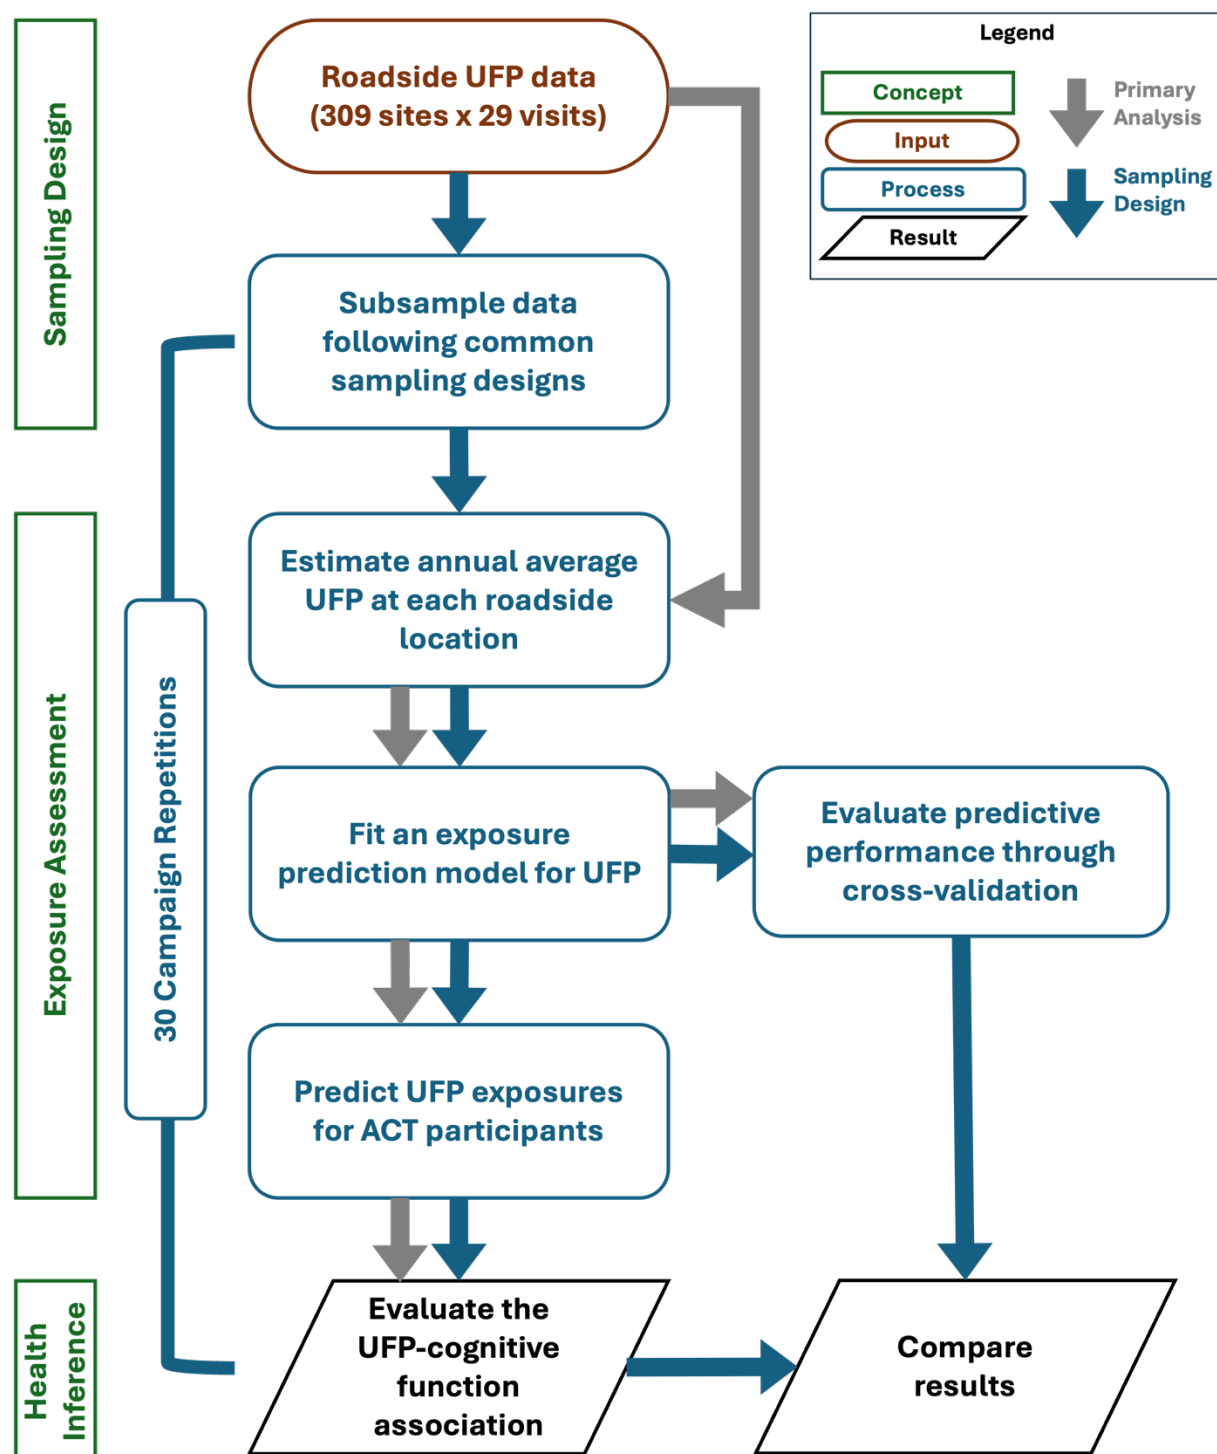 Sampling Design
Roadside UFP data
(309 sites x 29 visits)
Legend
Concept
Input
Process
Result
Primary
Analysis
Sampling
Design
Subsample data
following common
sampling designs
Exposure Assessment
30 Campaign Repetitions
Estimate annual average
UFP at each roadside
location
Fit an exposure
prediction model for UFP
Evaluate predictive
performance through
cross-validation
Predict UFP exposures
for ACT participants
Health
Inference
Evaluate the
UFP-cognitive
function
association
Compare
results